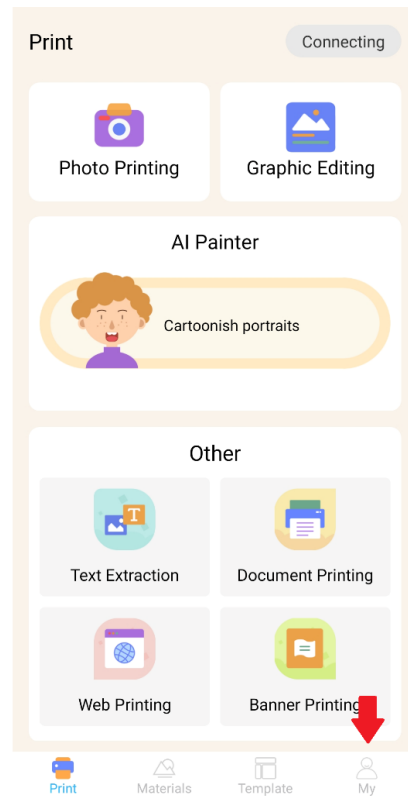 Print
Connecting
Photo Printing
Graphic Editing
AI Painter
Cartoonish portraits
Other
T
Text Extraction
Document Printing
Web Printing
Banner Printing
Print
Materials
Template
My